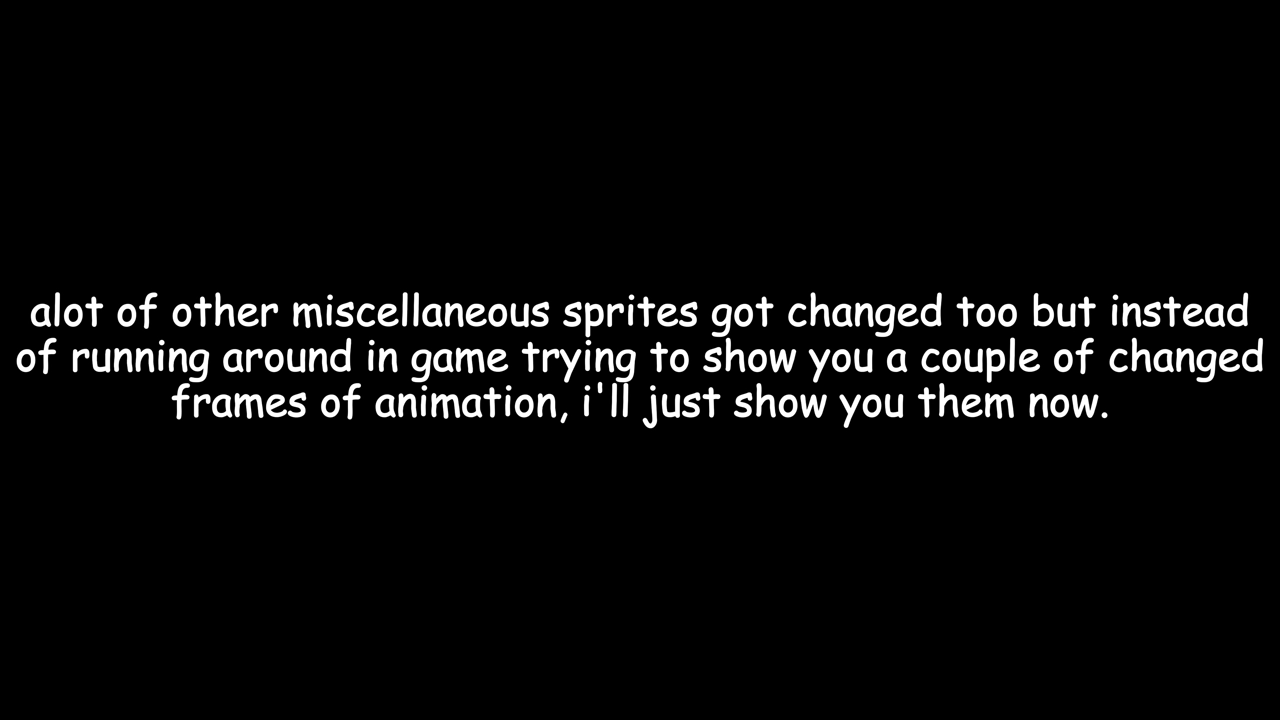 alot of other miscellaneous sprites got changed too but instead
of running around in game trying to show you a couple of changed
frames of animation, i'll just show you them now.